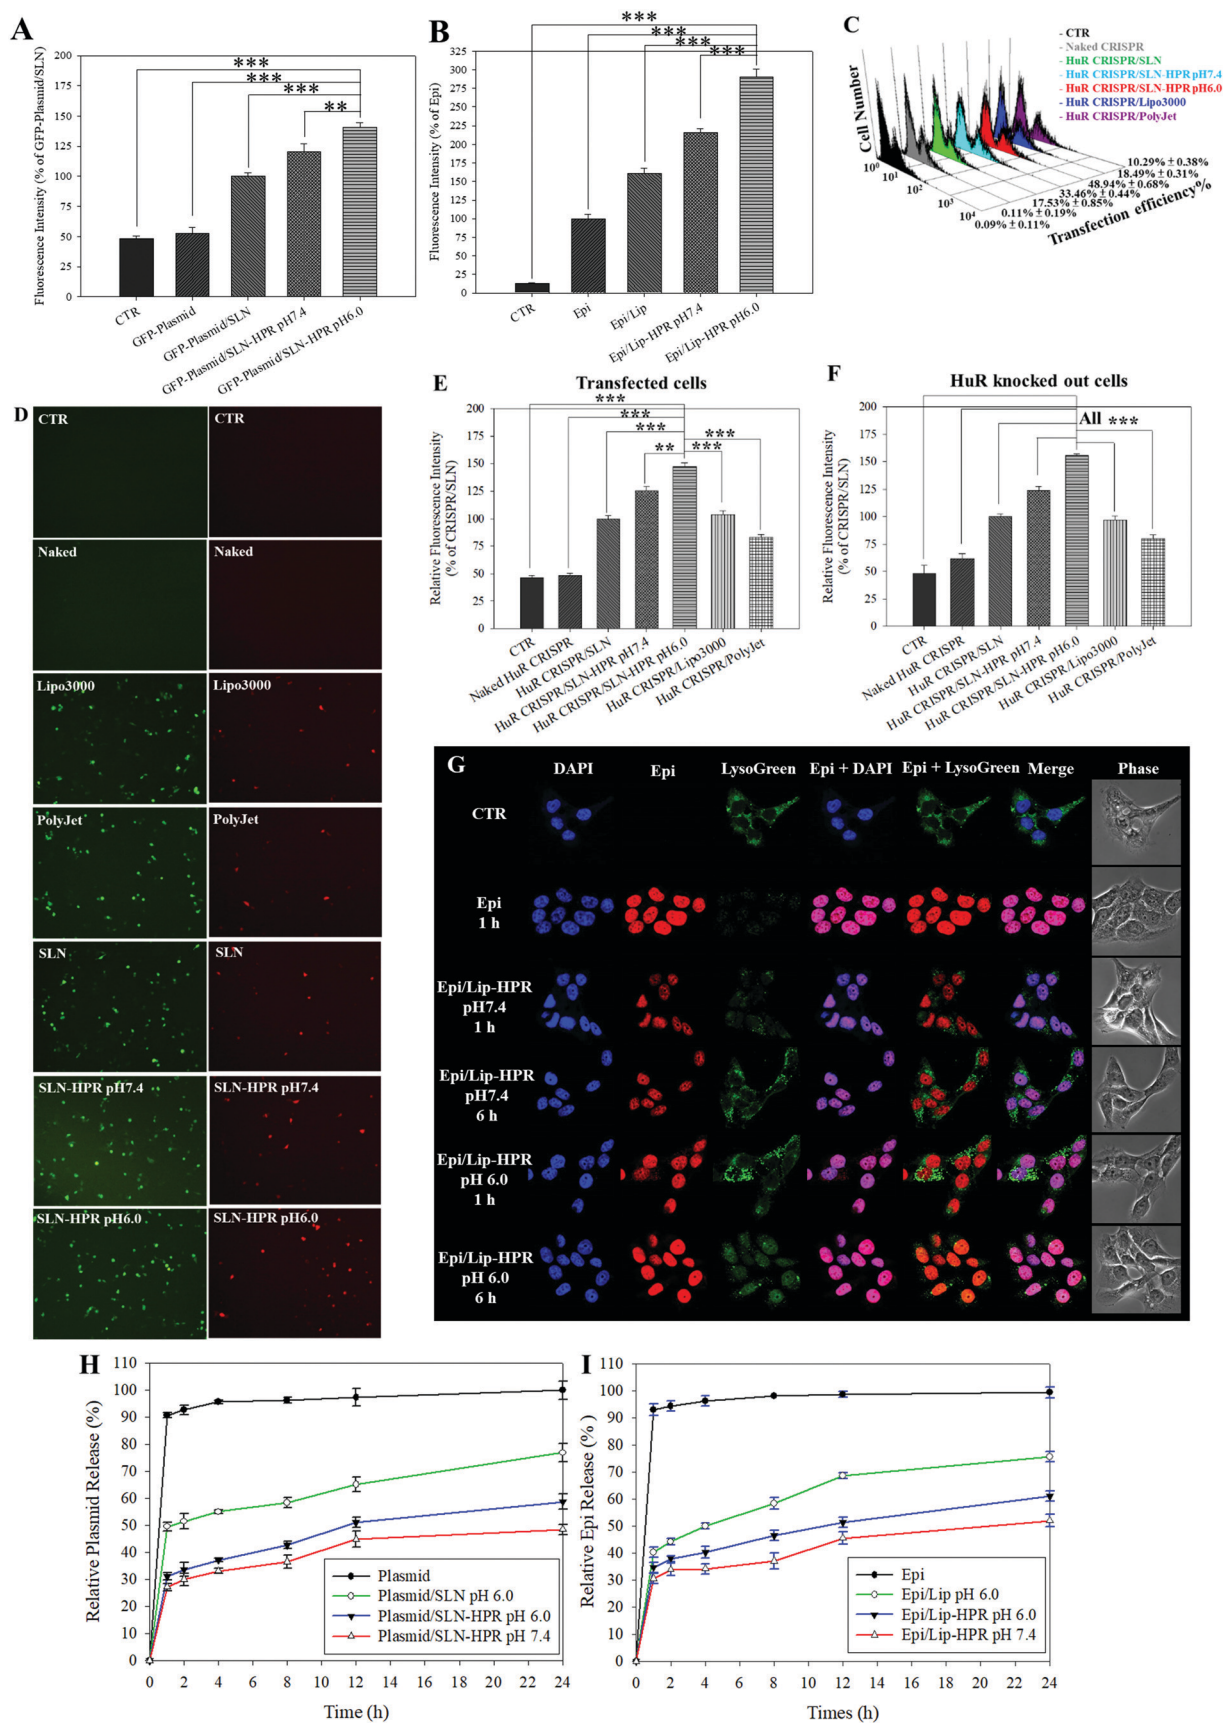 A
Fluorescence Intensity (% of GFP-Plasmid/SLN)
200
175
150
125
100
75
50
25
0
***
***
***
**
CTR
GFP-Plasmid
GFP-Plasmid/SLN
GFP-Plasmid/SLN-HPR pH7.4
GFP-Plasmid/SLN-HPR pH6.0
B
Fluorescence Intensity (% of Epi)
325
300
275
250
225
200
175
150
125
100
75
50
25
0
***
***
***
***
CTR
Epi
Epi/Lip
Epi/Lip-HPR pH7.4
Epi/Lip-HPR pH6.0
C
- CTR
- Naked CRISPR
- HuR CRISPR/SLN
- HuR CRISPR/SLN-HPR pH7.4
- HuR CRISPR/SLN-HPR pH6.0
- HuR CRISPR/Lipo3000
- HuR CRISPR/PolyJet
Cell Number
10⁰
10¹
10²
10³
10⁴
10.29% ± 0.38%
18.49% ± 0.31%
48.94% ± 0.68%
33.46% ± 0.44%
17.53% ± 0.85%
0.11% ± 0.19%
0.09% ± 0.11%
Transfection efficiency%
D
CTR
CTR
Naked
Naked
Lipo3000
Lipo3000
PolyJet
PolyJet
SLN
SLN
SLN-HPR pH7.4
SLN-HPR pH7.4
SLN-HPR pH6.0
SLN-HPR pH6.0
E
Transfected cells
Relative Fluorescence Intensity
(% of CRISPR/SLN)
200
175
150
125
100
75
50
25
0
***
***
***
***
**
***
CTR
Naked HuR CRISPR
HuR CRISPR/SLN
HuR CRISPR/SLN-HPR pH7.4
HuR CRISPR/SLN-HPR pH6.0
HuR CRISPR/Lipo3000
HuR CRISPR/PolyJet
F
HuR knocked out cells
Relative Fluorescence Intensity
(% of CRISPR/SLN)
200
175
150
125
100
75
50
25
0
All ***
CTR
Naked HuR CRISPR
HuR CRISPR/SLN
HuR CRISPR/SLN-HPR pH7.4
HuR CRISPR/SLN-HPR pH6.0
HuR CRISPR/Lipo3000
HuR CRISPR/PolyJet
G
DAPI Epi LysoGreen Epi + DAPI Epi + LysoGreen Merge Phase
CTR
Epi
1 h
Epi/Lip-HPR
pH7.4
1 h
Epi/Lip-HPR
pH7.4
6 h
Epi/Lip-HPR
pH 6.0
1 h
Epi/Lip-HPR
pH 6.0
6 h
H
Relative Plasmid Release (%)
110
100
90
80
70
60
50
40
30
20
10
0
Plasmid
Plasmid/SLN pH 6.0
Plasmid/SLN-HPR pH 6.0
Plasmid/SLN-HPR pH 7.4
0 2 4 6 8 10 12 14 16 18 20 22 24
Time (h)
I
Relative Epi Release (% )
110
100
90
80
70
60
50
40
30
20
10
0
Epi
Epi/Lip pH 6.0
Epi/Lip-HPR pH 6.0
Epi/Lip-HPR pH 7.4
0 2 4 6 8 10 12 14 16 18 20 22 24
Times (h)